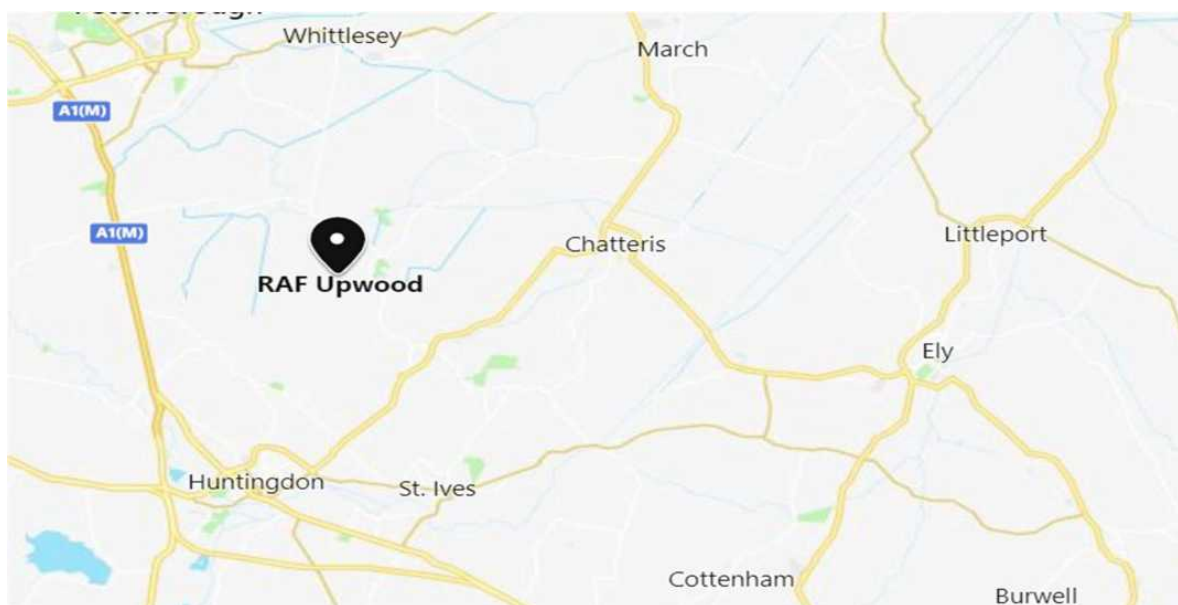 Whittlesey
March
A1(M)
A1(M)
Chatteris
Littleport
RAF Upwood
Ely
Huntingdon
St. Ives
Cottenham
Burwell